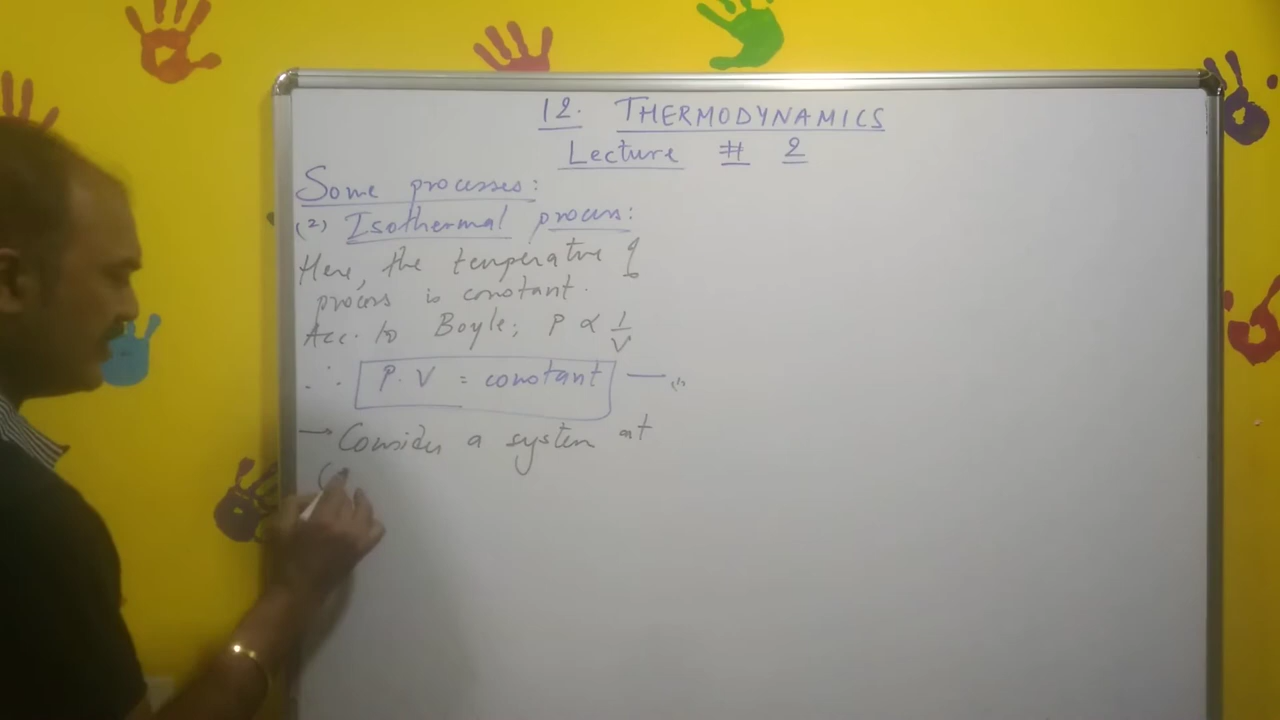 12. THERMODYNAMICS
Lecture # 2
Some processes:
(2) Isothermal process:
Here, the temperature of
process is constant.
Acc. to Boyle; P ∝ 1/V
∴ P.V = constant — (1)
→ Consider a system at
(